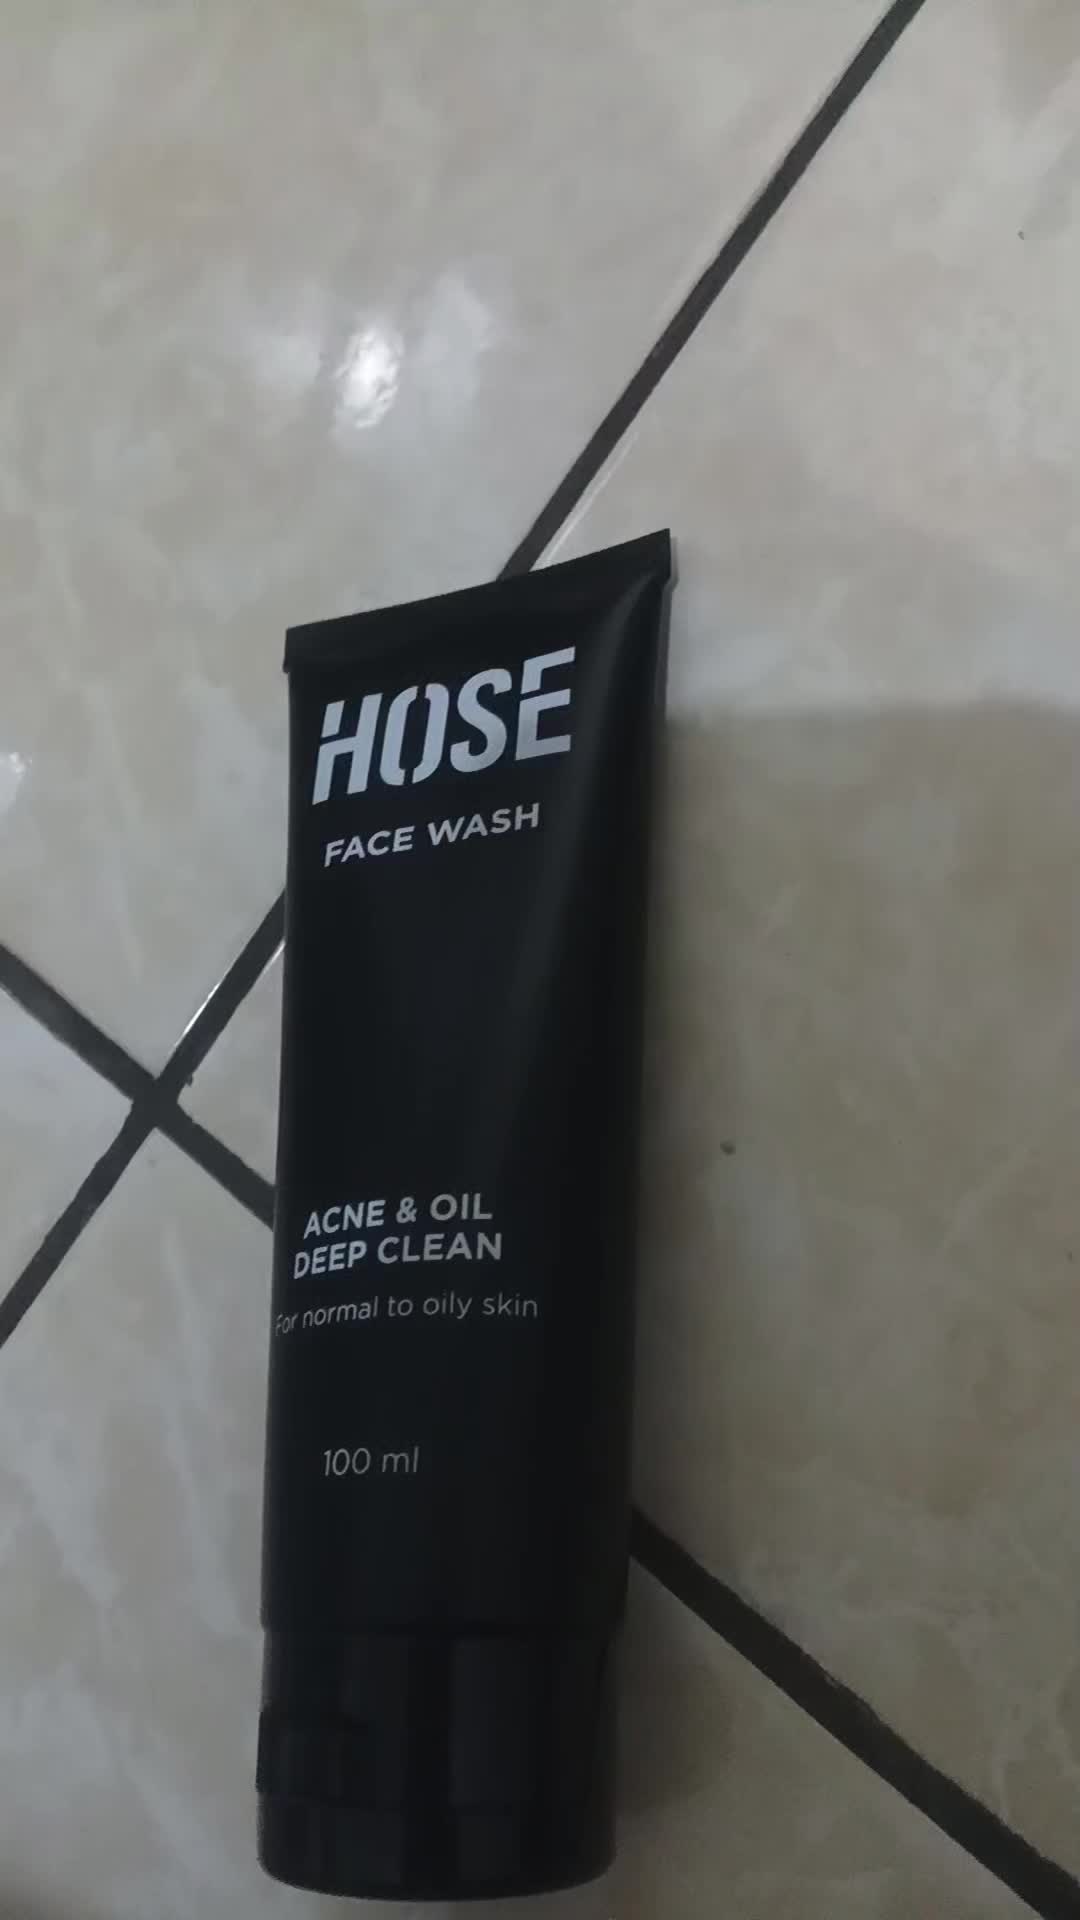 HOSE
FACE WASH
ACNE & OIL
DEEP CLEAN
For normal to oily skin
100 ml